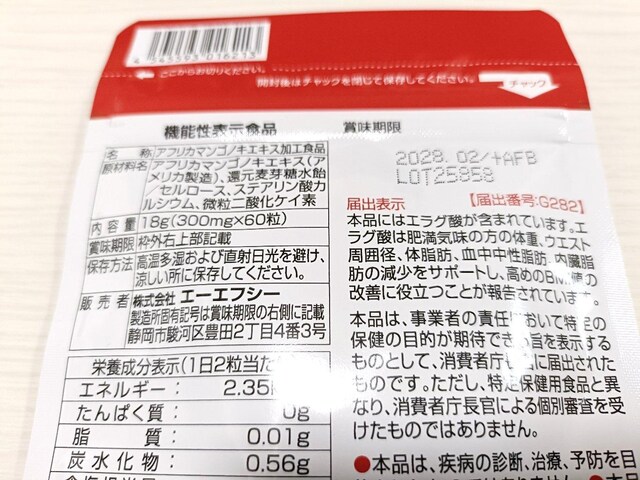 ここからお切りください。
開封後はチャックを閉じて保存してください。
チャック
機能性表示食品
名 称 アフリカマンゴノキエキス加工食品
原材料名 アフリカマンゴノキエキス(ア
メリカ製造)、還元麦芽糖水飴
/セルロース、ステアリン酸カ
ルシウム、微粒二酸化ケイ素
内容量 18g(300mg×60粒)
賞味期限 枠外右上部記載
保存方法 高温多湿および直射日光を避け、
涼しい所に保存してください。
販売者 株式会社 エーエフシー
製造所固有記号は賞味期限の右側に記載
静岡市駿河区豊田2丁目4番3号
栄養成分表示(1日2粒当た
エネルギー: 2.35
たんぱく質: 0g
脂 質: 0.01g
炭水化物: 0.56g
賞味期限
2028.02/+AFB
LOT25858
届出表示 【届出番号:G282】
本品にはエラグ酸が含まれています。エ
ラグ酸は肥満気味の方の体重、ウエスト
周囲径、体脂肪、血中中性脂肪、内臓脂
肪の減少をサポートし、高めのBMI値の
改善に役立つことが報告されています。
本品は、事業者の責任において特定の
保健の目的が期待できる旨を表示する
ものとして、消費者庁長官に届出された
ものです。ただし、特定保健用食品と異
なり、消費者庁長官による個別審査を受
けたものではありません。
●本品は、疾病の診断、治療、予防を目